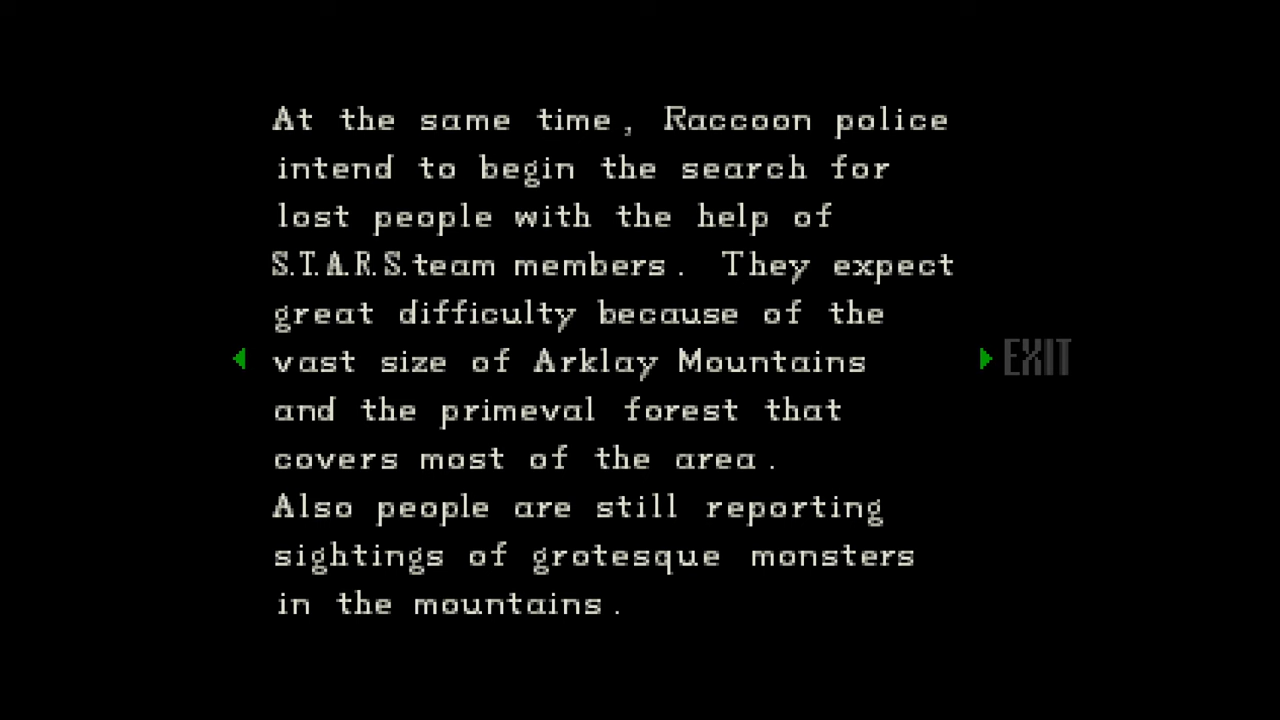 At the same time, Raccoon police
intend to begin the search for
lost people with the help of
S.T.A.R.S. team members. They expect
great difficulty because of the
vast size of Arklay Mountains
and the primeval forest that
covers most of the area.
Also people are still reporting
sightings of grotesque monsters
in the mountains.
EXIT